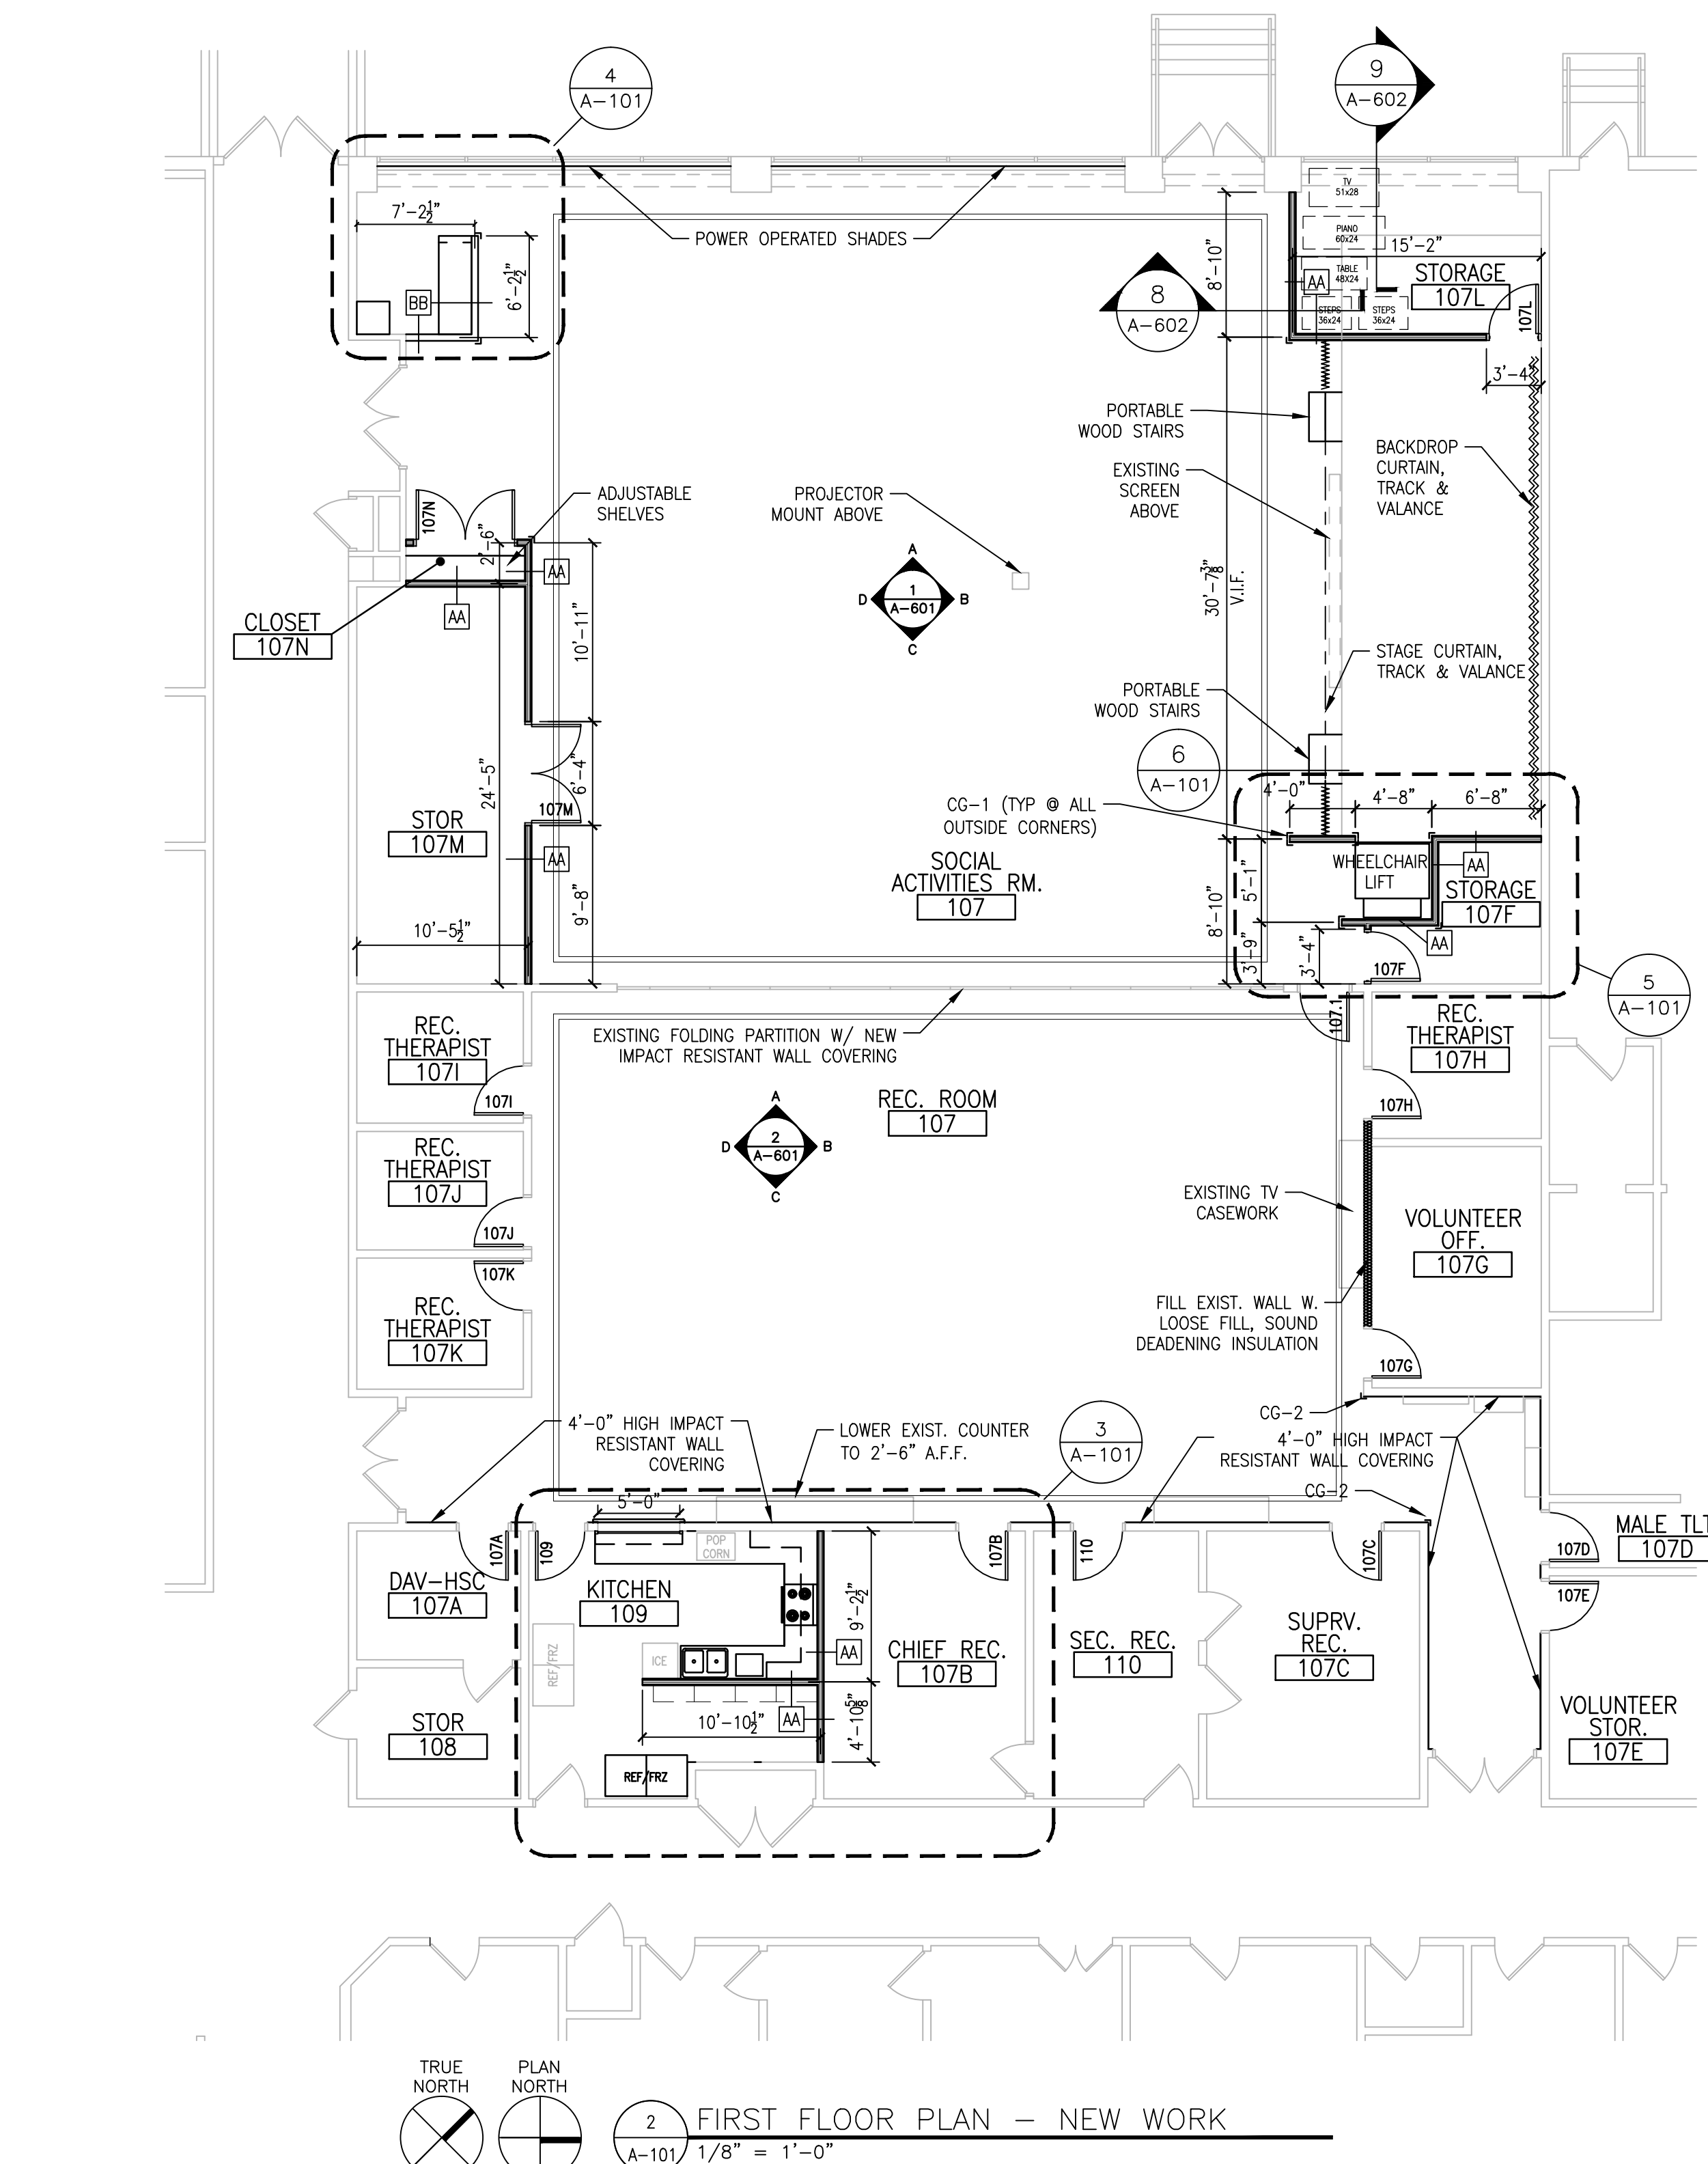 4
A-101
9
A-602
TV
51x28
PIANO
60x24
7'-2½"
POWER OPERATED SHADES
8'-10"
15'-2"
6'-2½"
BB
TABLE
48X24
AA
STORAGE
107L
8
A-602
STEPS
36x24
STEPS
36x24
107L
3'-4"
PORTABLE
WOOD STAIRS
BACKDROP
CURTAIN,
TRACK &
VALANCE
EXISTING
SCREEN
ABOVE
ADJUSTABLE
SHELVES
PROJECTOR
MOUNT ABOVE
107N
2'-6"
AA
AA
A
D
1
A-601
B
C
30'-7⅞"
V.I.F.
CLOSET
107N
10'-11"
STAGE CURTAIN,
TRACK & VALANCE
PORTABLE
WOOD STAIRS
6
A-101
24'-5"
6'-4"
107M
4'-0"
4'-8"
6'-8"
CG-1 (TYP @ ALL
OUTSIDE CORNERS)
STOR
107M
AA
SOCIAL
ACTIVITIES RM.
107
WHEELCHAIR
LIFT
AA
STORAGE
107F
9'-8"
8'-10"
5'-1"
3'-9"
3'-4"
AA
107F
10'-5½"
5
A-101
107.1
REC.
THERAPIST
107I
107I
EXISTING FOLDING PARTITION W/ NEW
IMPACT RESISTANT WALL COVERING
REC.
THERAPIST
107H
107H
REC. ROOM
107
A
D
2
A-601
B
C
REC.
THERAPIST
107J
107J
EXISTING TV
CASEWORK
VOLUNTEER
OFF.
107G
107K
REC.
THERAPIST
107K
FILL EXIST. WALL W.
LOOSE FILL, SOUND
DEADENING INSULATION
107G
4'-0" HIGH IMPACT
RESISTANT WALL
COVERING
LOWER EXIST. COUNTER
TO 2'-6" A.F.F.
3
A-101
CG-2
4'-0" HIGH IMPACT
RESISTANT WALL COVERING
CG-2
5'-0"
107A
109
POP
CORN
107B
110
107C
107D
MALE TLT
107D
107E
DAV-HSC
107A
KITCHEN
109
9'-2½"
REF/FRZ
ICE
AA
CHIEF REC.
107B
SEC. REC.
110
SUPRV.
REC.
107C
STOR
108
10'-10½"
AA
4'-10⅝"
REF/FRZ
VOLUNTEER
STOR.
107E
TRUE
NORTH
PLAN
NORTH
2
A-101
FIRST FLOOR PLAN - NEW WORK
1/8" = 1'-0"